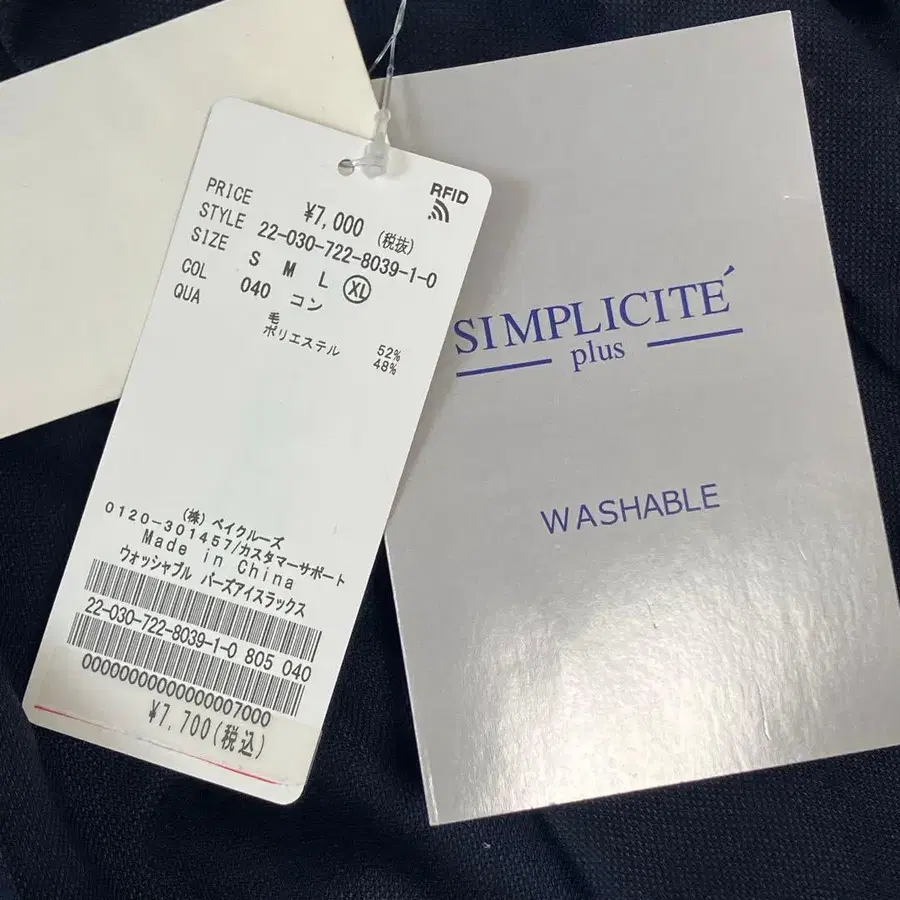 PRICE ¥7,000 (税抜)
STYLE 22-030-722-8039-1-0
SIZE S M L XL
COL 040 コン
QUA
毛 52%
ポリエステル 48%
(株) ベイクルーズ
0120-301457/カスタマーサポート
Made in China
ウォッシャブル バーズアイスラックス
22-030-722-8039-1-0 805 040
0000000000000000007000
¥7,700(税込)
RFID
SIMPLICITÉ
plus
WASHABLE